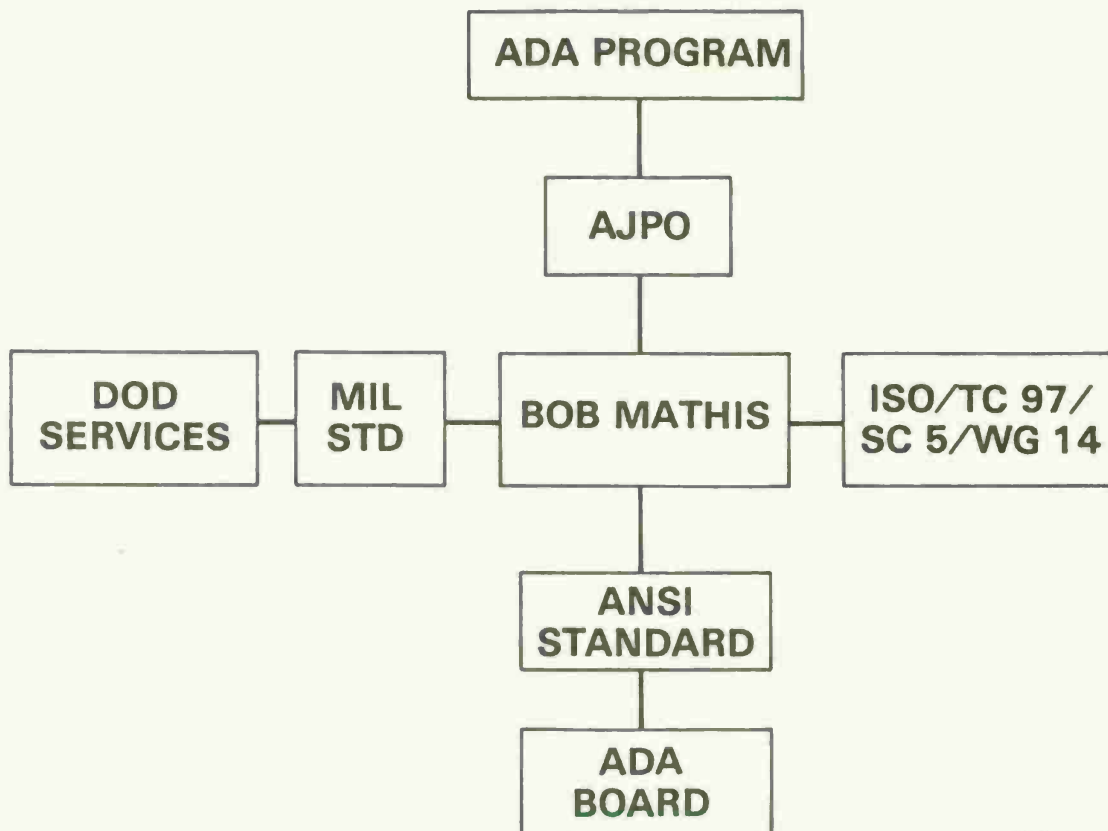 ADA PROGRAM
AJPO
DOD
SERVICES
MIL
STD
BOB MATHIS
ISO/TC 97/
SC 5/WG 14
ANSI
STANDARD
ADA
BOARD